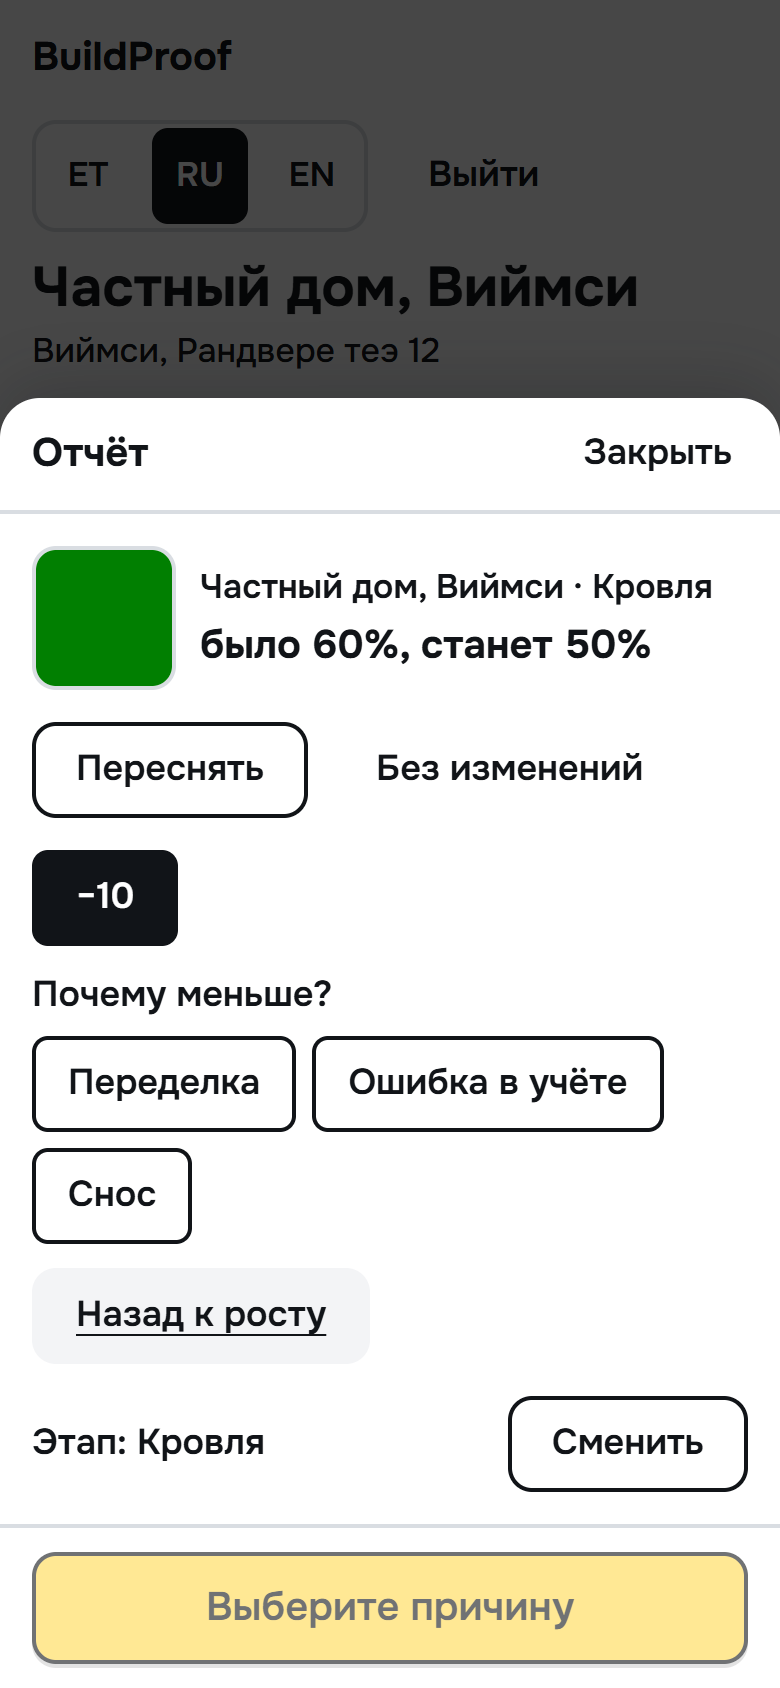 BuildProof
ET RU EN Выйти
Частный дом, Виймси
Виймси, Рандвере теэ 12
Отчёт Закрыть
Частный дом, Виймси · Кровля
было 60%, станет 50%
Переснять Без изменений
−10
Почему меньше?
Переделка Ошибка в учёте
Снос
Назад к росту
Этап: Кровля Сменить
Выберите причину